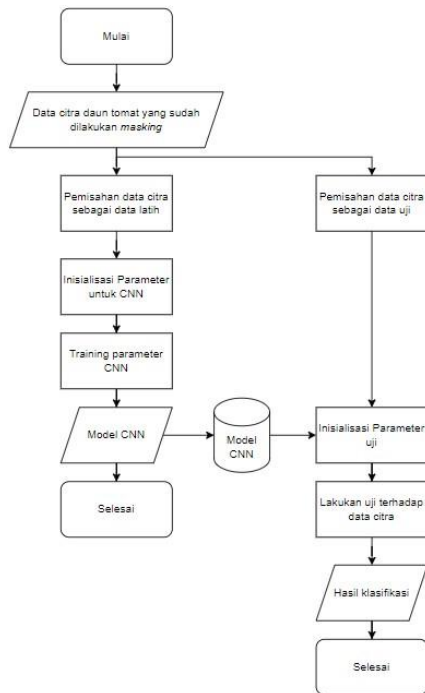 Mulai
Data citra daun tomat yang sudah
dilakukan masking
Pemisahan data citra
sebagai data latih
Pemisahan data citra
sebagai data uji
Inisialisasi Parameter
untuk CNN
Training parameter
CNN
Model CNN
Model
CNN
Inisialisasi Parameter
uji
Selesai
Lakukan uji terhadap
data citra
Hasil klasifikasi
Selesai